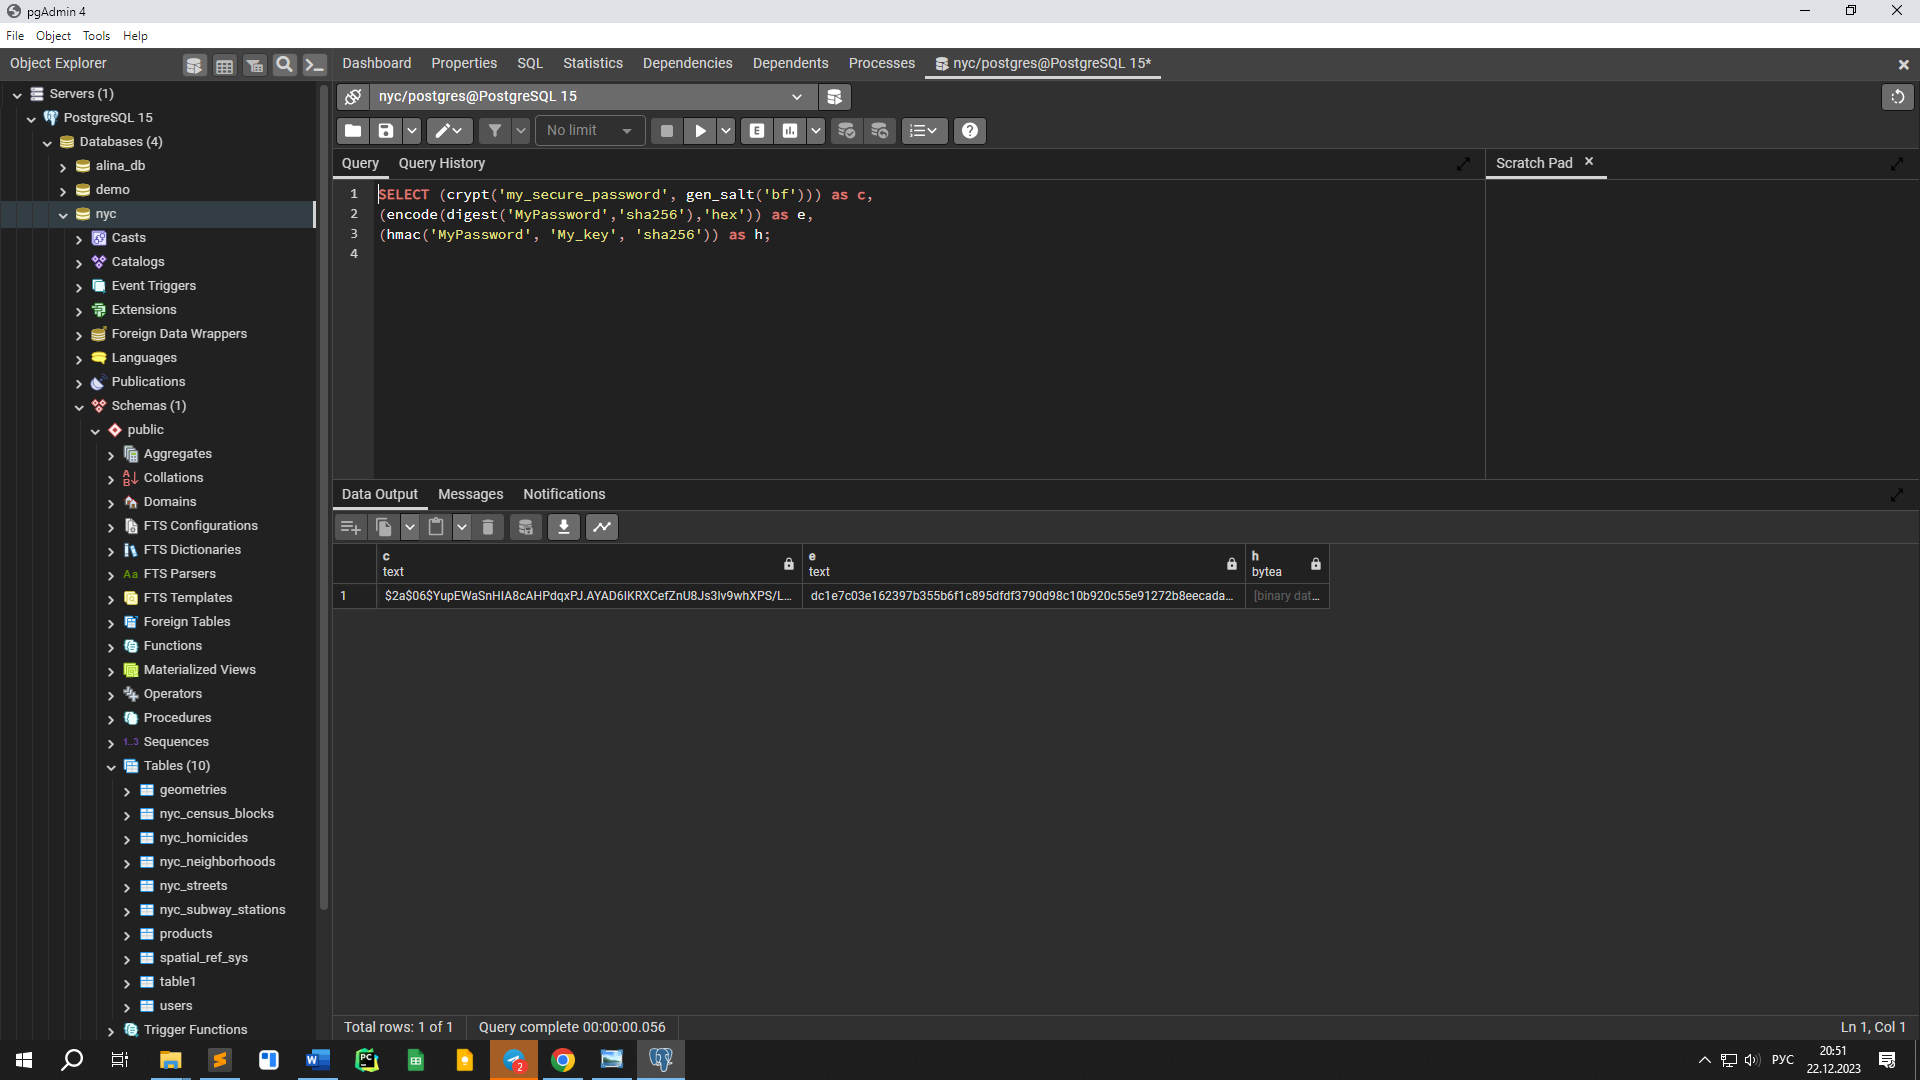 pgAdmin 4
File Object Tools Help
Object Explorer
Dashboard Properties SQL Statistics Dependencies Dependents Processes nyc/postgres@PostgreSQL 15*
Servers (1)
PostgreSQL 15
Databases (4)
alina_db
demo
nyc
Casts
Catalogs
Event Triggers
Extensions
Foreign Data Wrappers
Languages
Publications
Schemas (1)
public
Aggregates
Collations
Domains
FTS Configurations
FTS Dictionaries
FTS Parsers
FTS Templates
Foreign Tables
Functions
Materialized Views
Operators
Procedures
1..3 Sequences
Tables (10)
geometries
nyc_census_blocks
nyc_homicides
nyc_neighborhoods
nyc_streets
nyc_subway_stations
products
spatial_ref_sys
table1
users
Trigger Functions
nyc/postgres@PostgreSQL 15
No limit
E
Query Query History
Scratch Pad
1 SELECT (crypt('my_secure_password', gen_salt('bf'))) as c,
2 (encode(digest('MyPassword','sha256'),'hex')) as e,
3 (hmac('MyPassword', 'My_key', 'sha256')) as h;
4
Data Output Messages Notifications
c
text
e
text
h
bytea
1 $2a$06$YupEWaSnHIA8cAHPdqxPJ.AYAD6IKRXCefZnU8Js3Iv9whXPS/L... dc1e7c03e162397b355b6f1c895dfdf3790d98c10b920c55e91272b8eecada... [binary dat...
Total rows: 1 of 1 Query complete 00:00:00.056
Ln 1, Col 1
2
РУС
20:51
22.12.2023